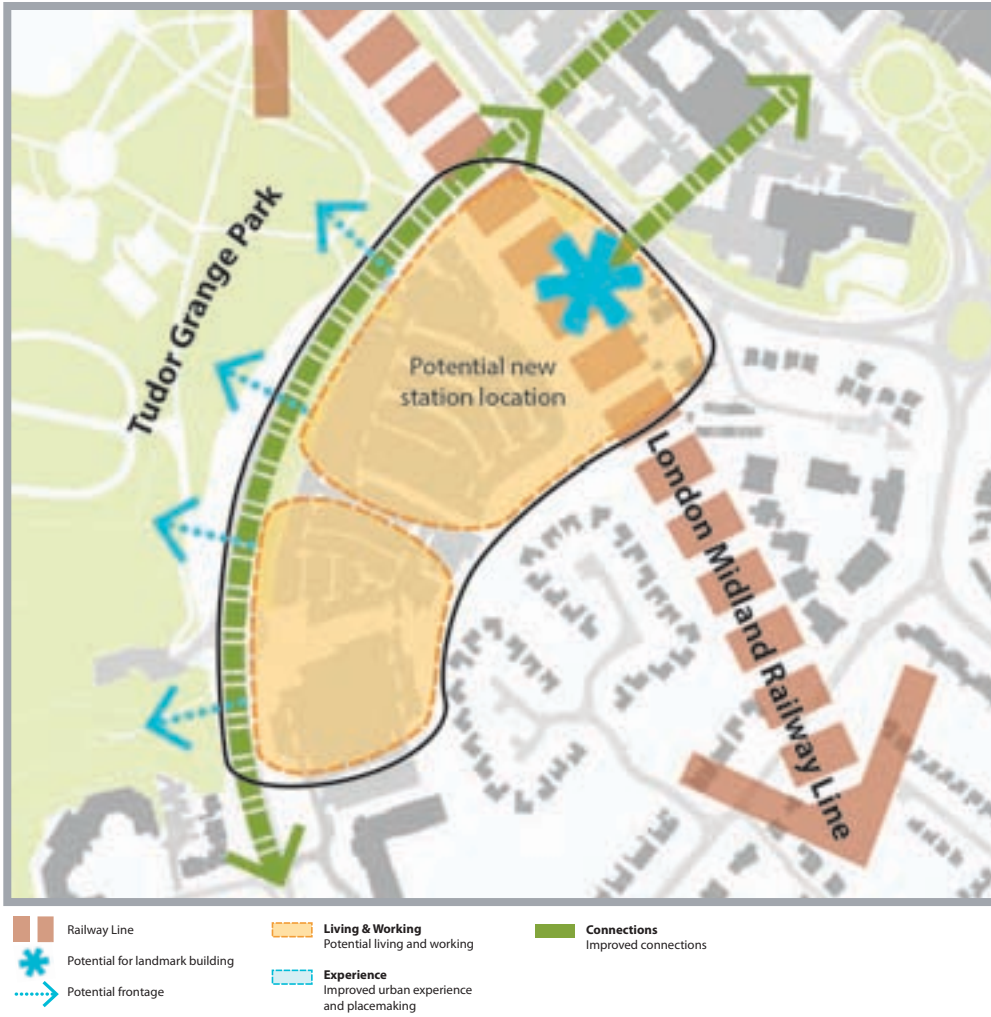 Tudor Grange Park
Potential new
station location
London Midland Railway Line
Railway Line
Potential for landmark building
Potential frontage
Living & Working
Potential living and working
Experience
Improved urban experience
and placemaking
Connections
Improved connections